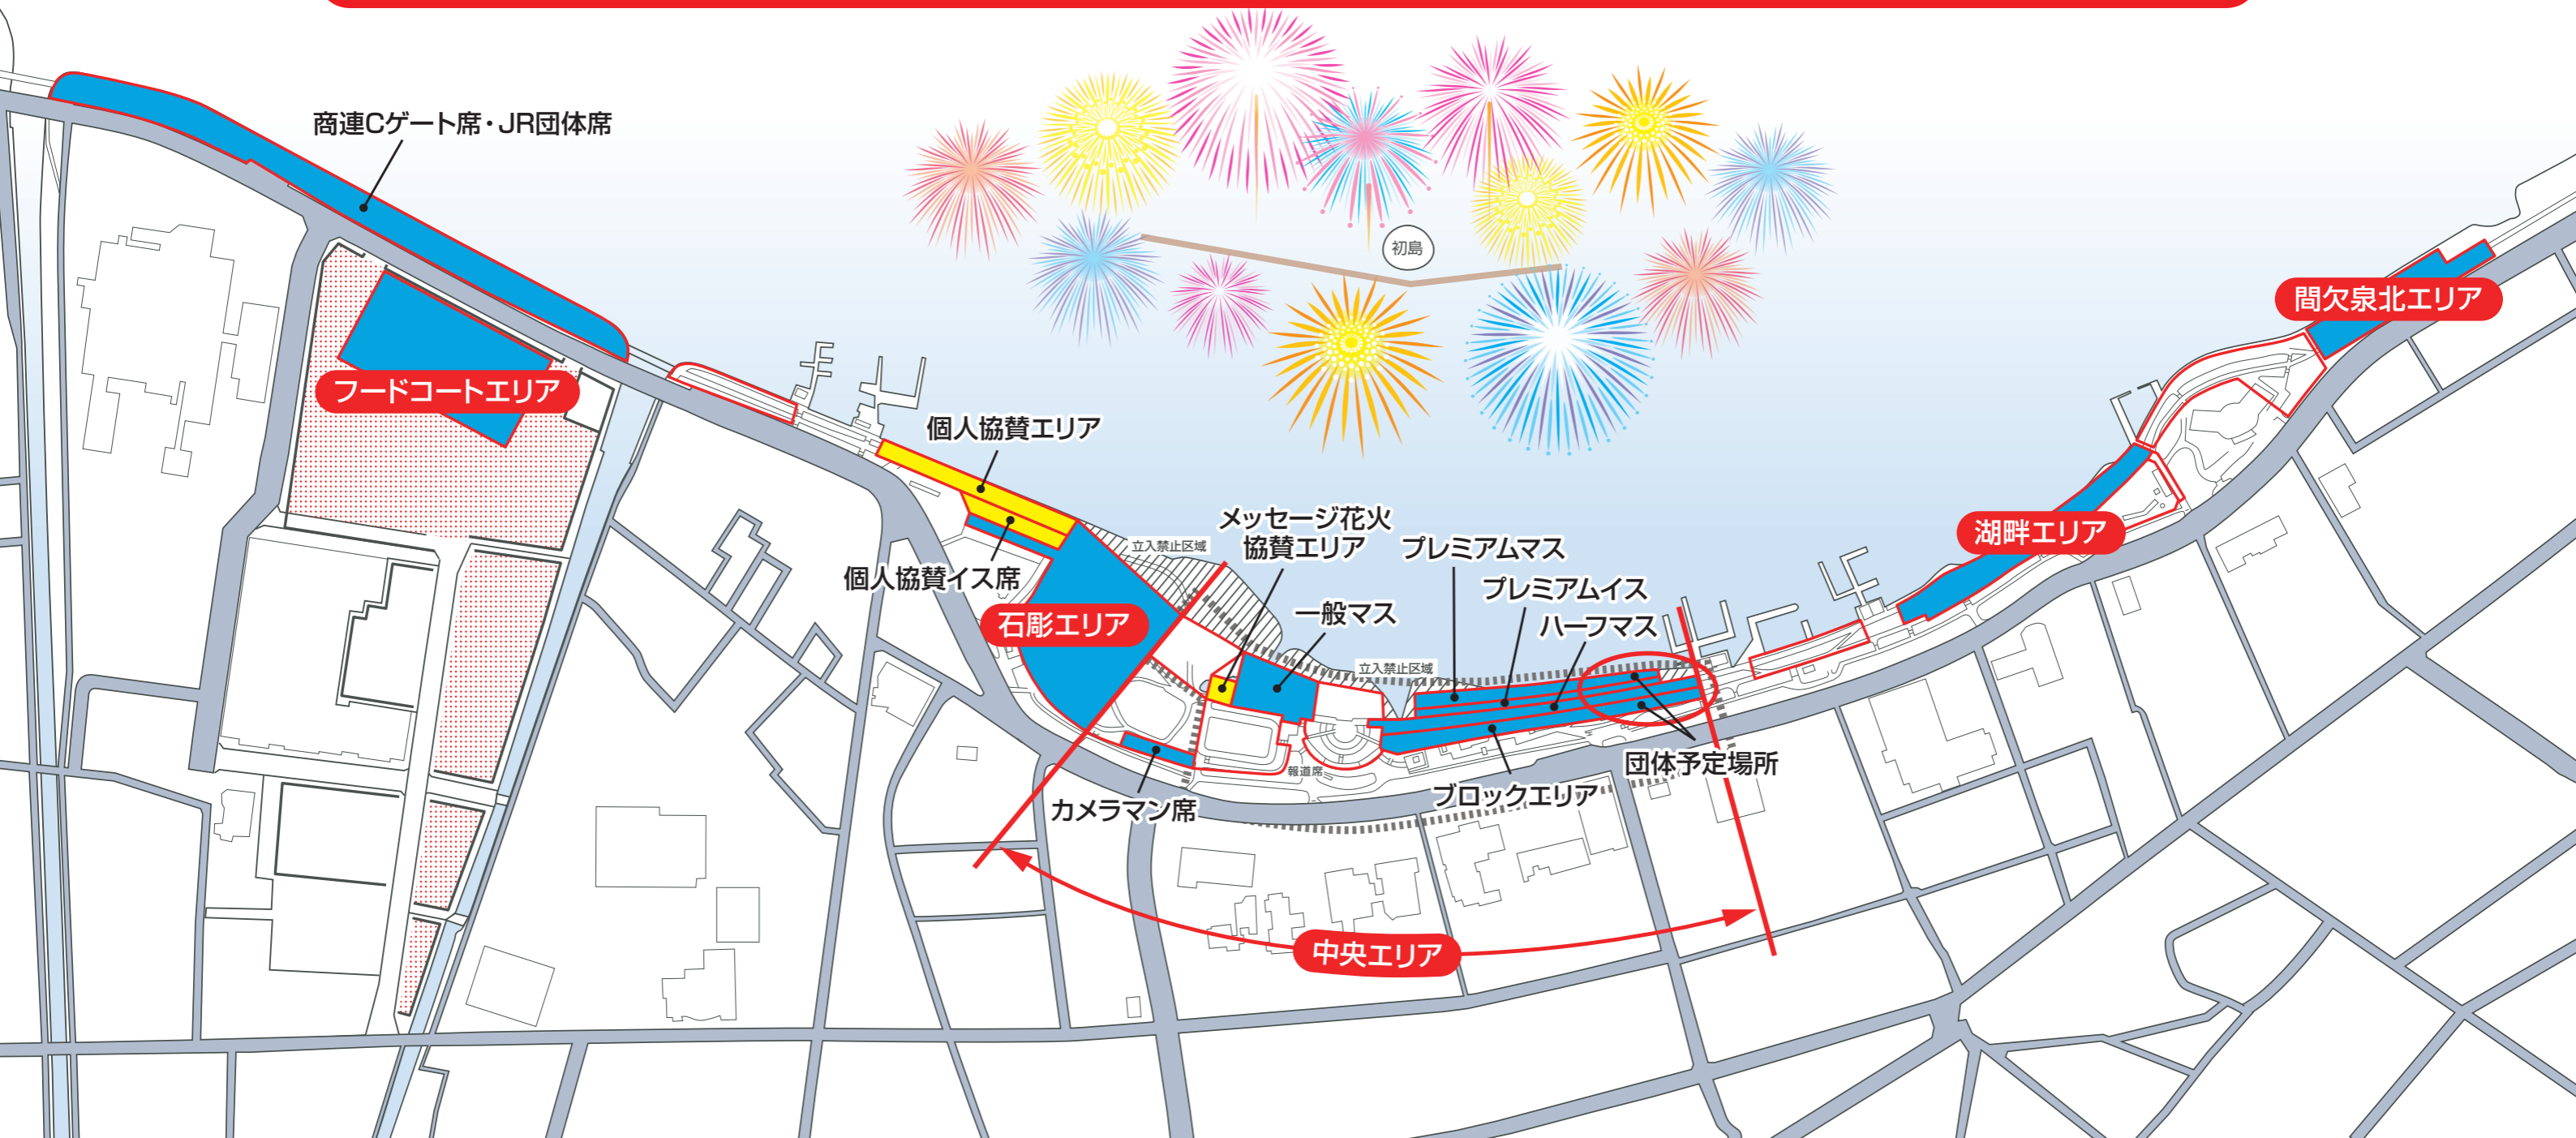 商連Cゲート席・JR団体席
初島
間欠泉北エリア
フードコートエリア
個人協賛エリア
メッセージ花火
協賛エリア
プレミアムマス
湖畔エリア
立入禁止区域
個人協賛イス席
プレミアムイス
一般マス
石彫エリア
ハーフマス
立入禁止区域
団体予定場所
報道席
ブロックエリア
カメラマン席
中央エリア